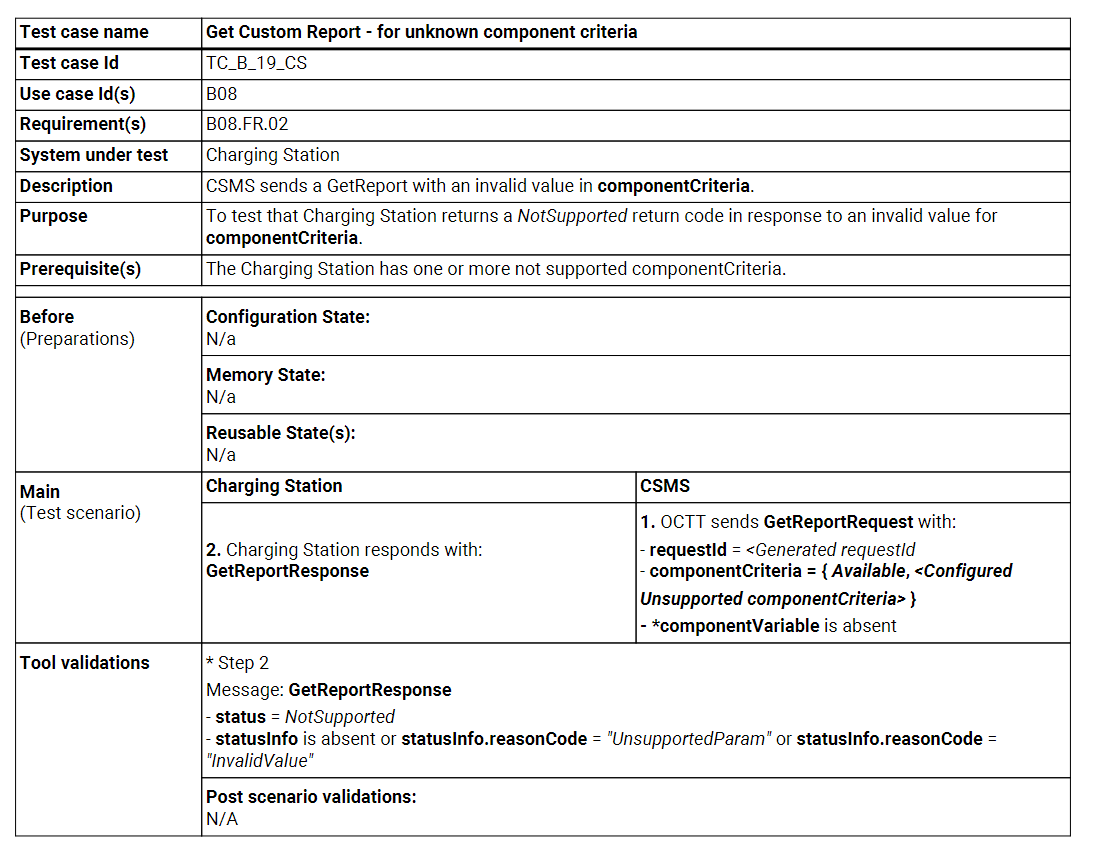 Test case name Get Custom Report - for unknown component criteria
Test case Id TC_B_19_CS
Use case Id(s) B08
Requirement(s) B08.FR.02
System under test Charging Station
Description CSMS sends a GetReport with an invalid value in componentCriteria.
Purpose To test that Charging Station returns a NotSupported return code in response to an invalid value for
componentCriteria.
Prerequisite(s) The Charging Station has one or more not supported componentCriteria.
Before
(Preparations)
Configuration State:
N/a
Memory State:
N/a
Reusable State(s):
N/a
Main
(Test scenario)
Charging Station CSMS
2. Charging Station responds with:
GetReportResponse
1. OCTT sends GetReportRequest with:
- requestId = <Generated requestId
- componentCriteria = { Available, <Configured
Unsupported componentCriteria> }
- *componentVariable is absent
Tool validations
* Step 2
Message: GetReportResponse
- status = NotSupported
- statusInfo is absent or statusInfo.reasonCode = "UnsupportedParam" or statusInfo.reasonCode =
"InvalidValue"
Post scenario validations:
N/A